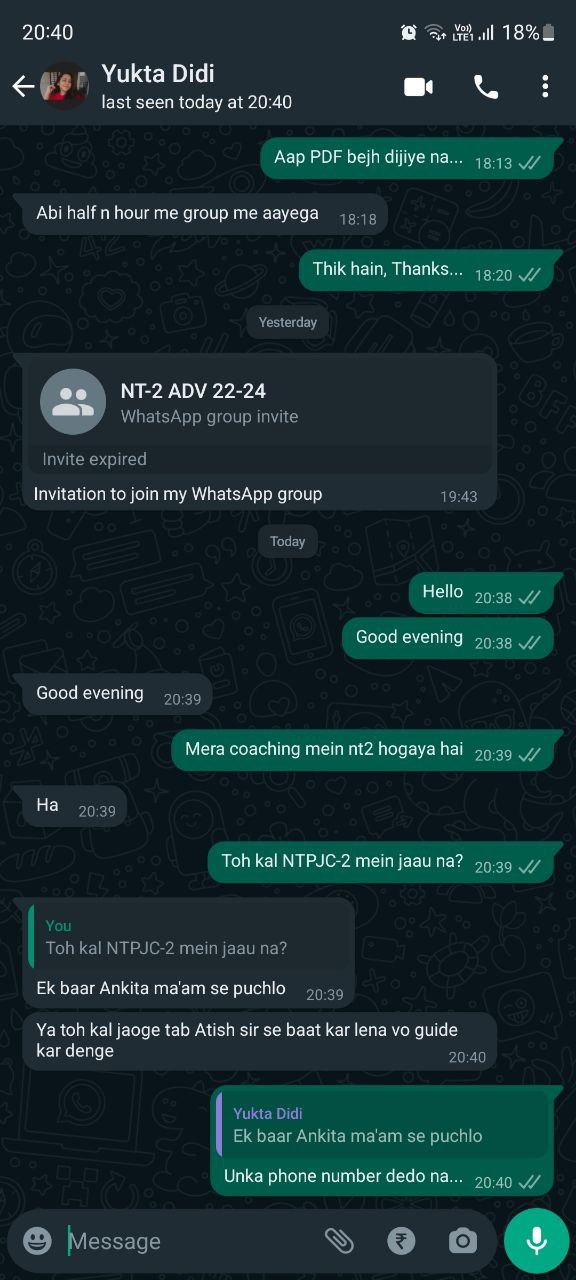 20:40
Vo)) LTE1 18%
Yukta Didi
last seen today at 20:40
Aap PDF bejh dijiye na... 18:13
Abi half n hour me group me aayega 18:18
Thik hain, Thanks... 18:20
Yesterday
NT-2 ADV 22-24
WhatsApp group invite
Invite expired
Invitation to join my WhatsApp group 19:43
Today
Hello 20:38
Good evening 20:38
Good evening 20:39
Mera coaching mein nt2 hogaya hai 20:39
Ha 20:39
Toh kal NTPJC-2 mein jaau na? 20:39
You
Toh kal NTPJC-2 mein jaau na?
Ek baar Ankita ma'am se puchlo 20:39
Ya toh kal jaoge tab Atish sir se baat kar lena vo guide
kar denge 20:40
Yukta Didi
Ek baar Ankita ma'am se puchlo
Unka phone number dedo na... 20:40
Message